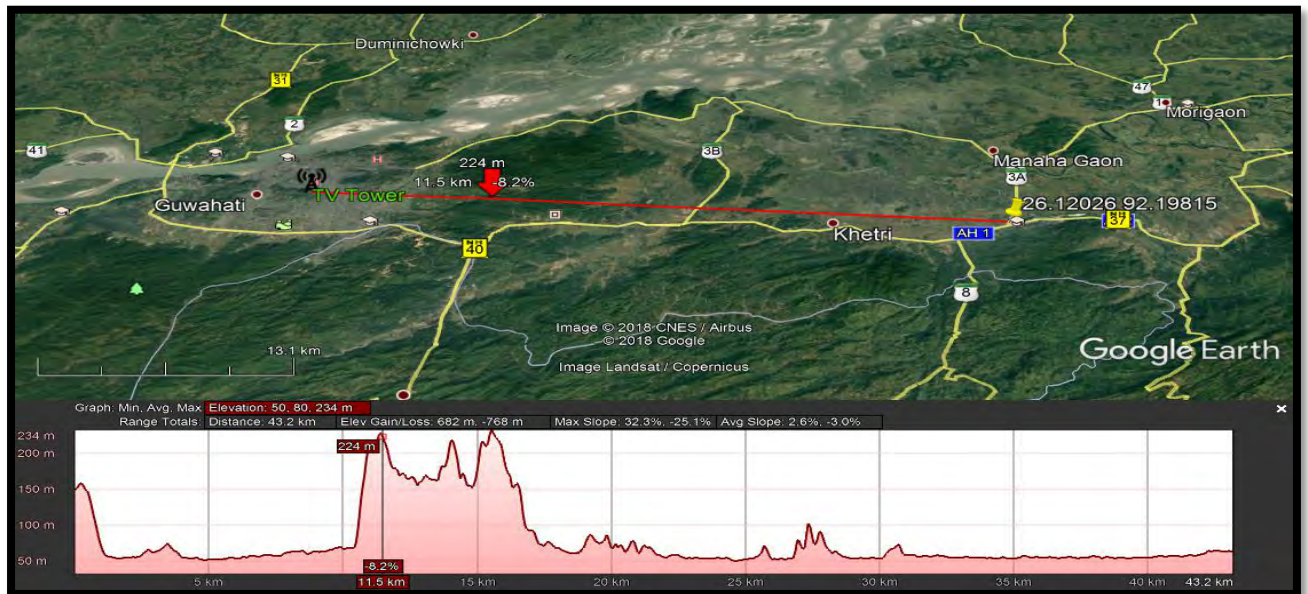 Duminichowki
NH
31
2
41
H
47
1
Morigaon
3B
224 m
11.5 km -8.2%
Manaha Gaon
3A
TV Tower
Guwahati
26.12026 92.19815
37
Khetri
AH 1
NH
40
8
Image © 2018 CNES / Airbus
© 2018 Google
13.1 km
Image Landsat / Copernicus
Google Earth
Graph: Min, Avg, Max Elevation: 50, 80, 234 m
Range Totals: Distance: 43.2 km Elev Gain/Loss: 682 m, -768 m Max Slope: 32.3%, -25.1% Avg Slope: 2.6%, -3.0%
234 m
224 m
200 m
150 m
100 m
50 m
-8.2%
5 km 11.5 km 15 km 20 km 25 km 30 km 35 km 40 km 43.2 km